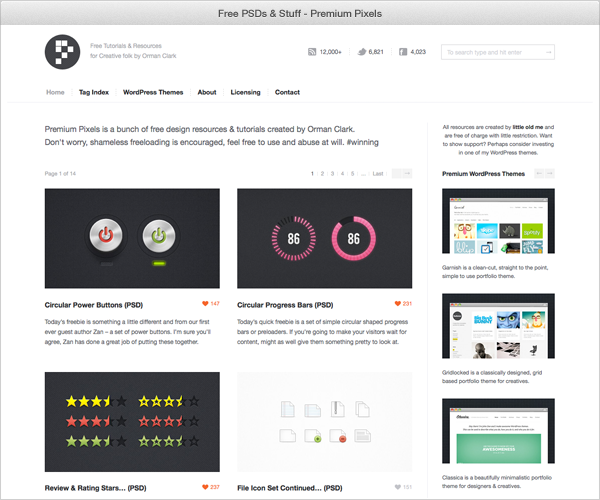 Free PSDs & Stuff - Premium Pixels
Free Tutorials & Resources
for Creative folk by Orman Clark
12,000+
6,821
4,023
To search type and hit enter
Home
Tag Index
WordPress Themes
About
Licensing
Contact
Premium Pixels is a bunch of free design resources & tutorials created by Orman Clark.
Don't worry, shameless freeloading is encouraged, feel free to use and abuse at will. #winning
Page 1 of 14
1 2 3 4 5 ... Last
86
86
Circular Power Buttons (PSD)
147
Today's freebie is something a little different and from our first
ever guest author Zan – a set of power buttons. I'm sure you'll
agree, Zan has done a great job of putting these together.
Circular Progress Bars (PSD)
231
Today's quick freebie is a set of simple circular shaped progress
bars or preloaders. If you're going to make your visitors wait for
content, might as well give them something pretty to look at.
Review & Rating Stars... (PSD)
237
File Icon Set Continued... (PSD)
151
All resources are created by little old me and
are free of charge with little restriction. Want
to show support? Perhaps consider investing
in one of my WordPress themes.
Premium WordPress Themes
Garnish is a clean-cut, straight to the point,
simple to use portfolio theme.
Gridlocked is a classically designed, grid
based portfolio theme for creatives.
AWESOMENESS
Classica is a beautifully minimalistic portfolio
theme for designers & creatives.